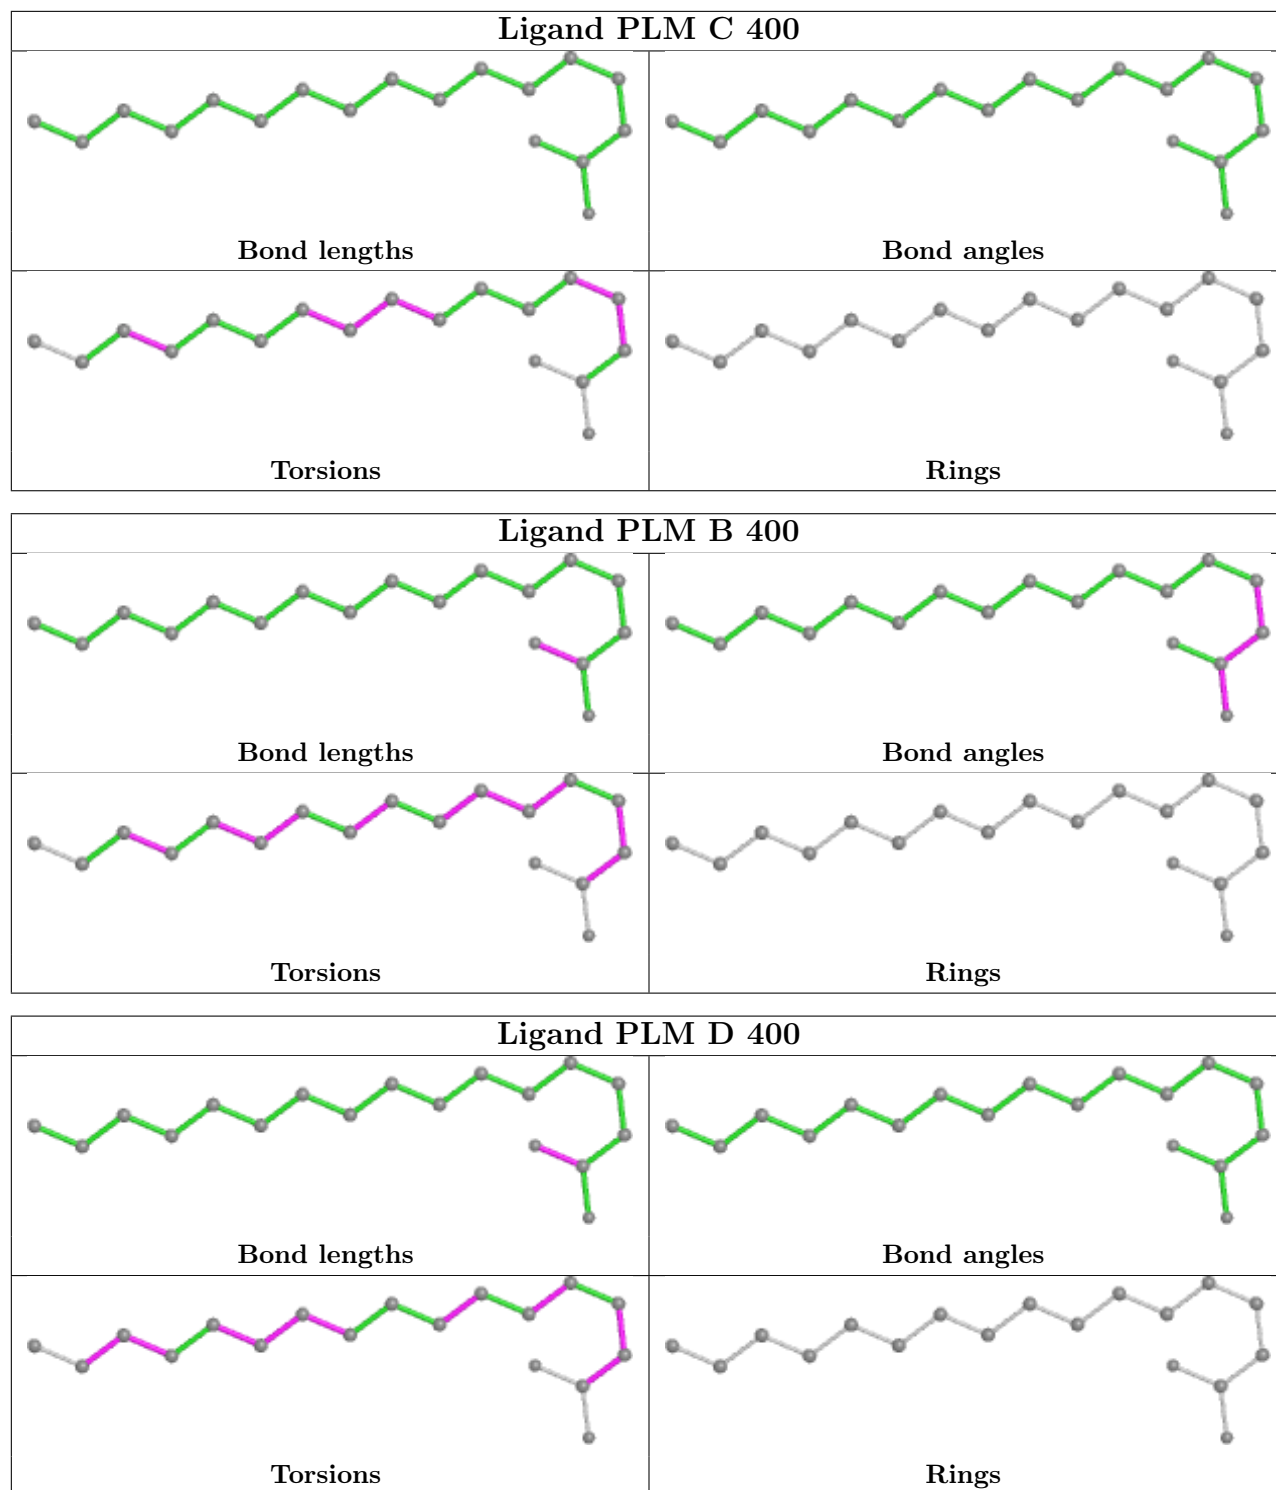 Ligand PLM C 400
Bond lengths
Bond angles
Torsions
Rings
Ligand PLM B 400
Bond lengths
Bond angles
Torsions
Rings
Ligand PLM D 400
Bond lengths
Bond angles
Torsions
Rings